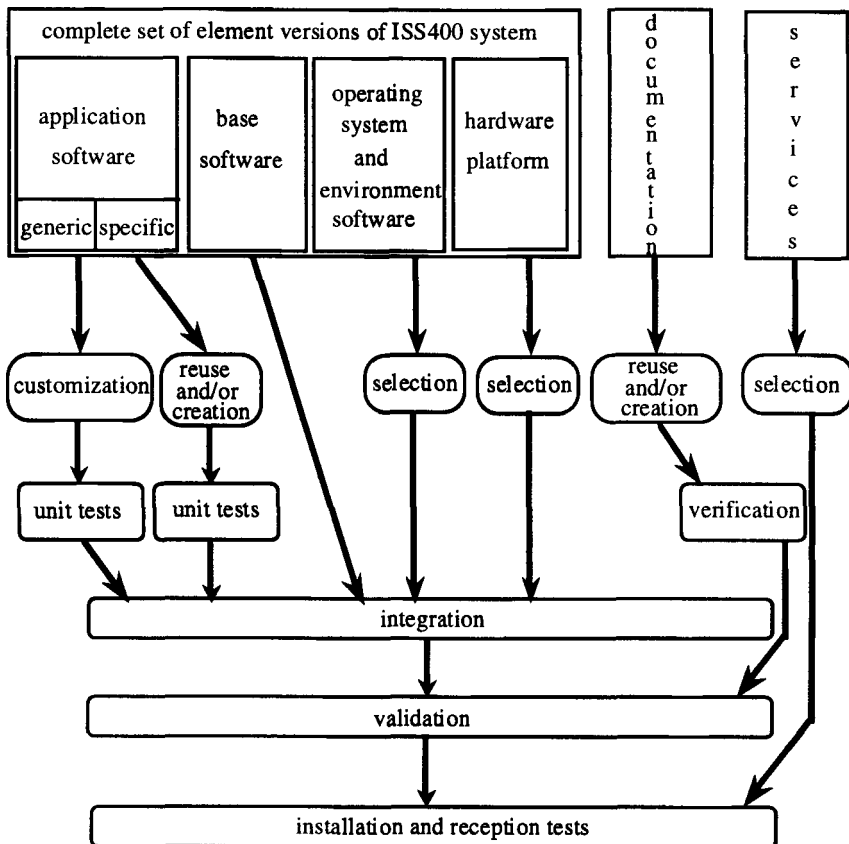 complete set of element versions of ISS400 system
application
software
generic
specific
base
software
operating
system
and
environment
software
hardware
platform
documentation
services
customization
reuse
and/or
creation
selection
selection
reuse
and/or
creation
selection
unit tests
unit tests
verification
integration
validation
installation and reception tests